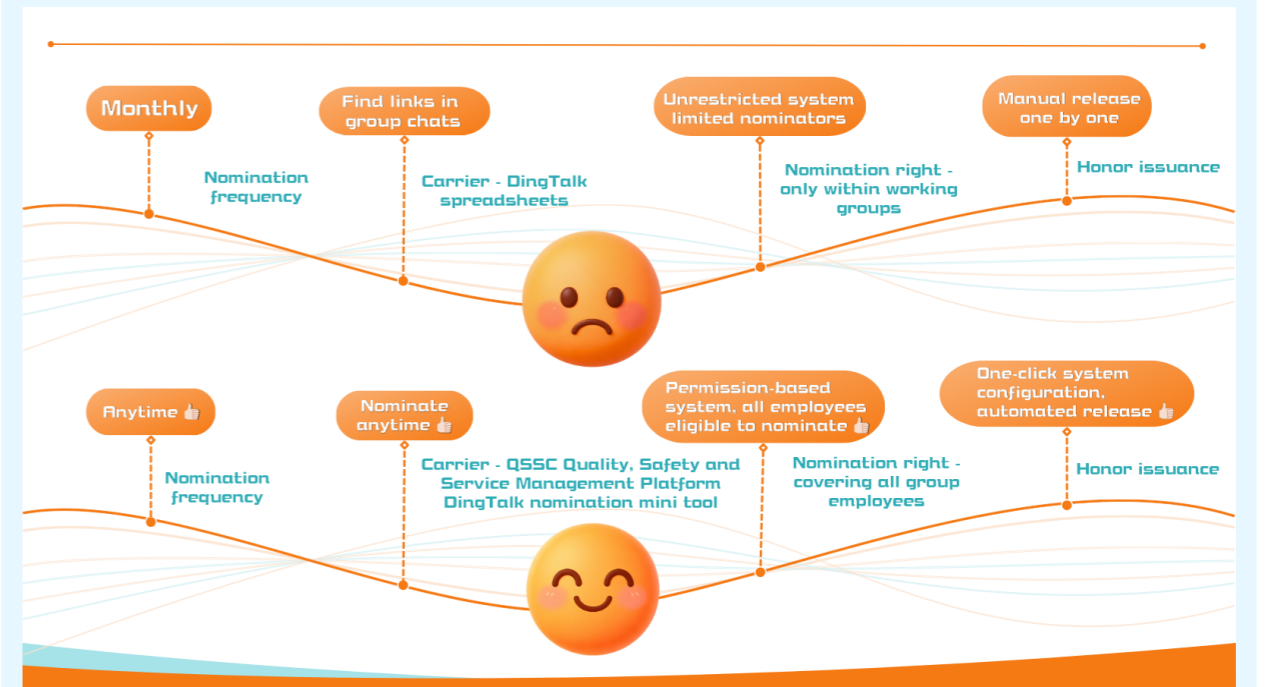 Monthly
Find links in
group chats
Unrestricted system
limited nominators
Manual release
one by one
Nomination
frequency
Carrier - DingTalk
spreadsheets
Nomination right -
only within working
groups
Honor issuance
Anytime
Nominate
anytime
Permission-based
system, all employees
eligible to nominate
One-click system
configuration,
automated release
Nomination
frequency
Carrier - QSSC Quality, Safety and
Service Management Platform
DingTalk nomination mini tool
Nomination right -
covering all group
employees
Honor issuance